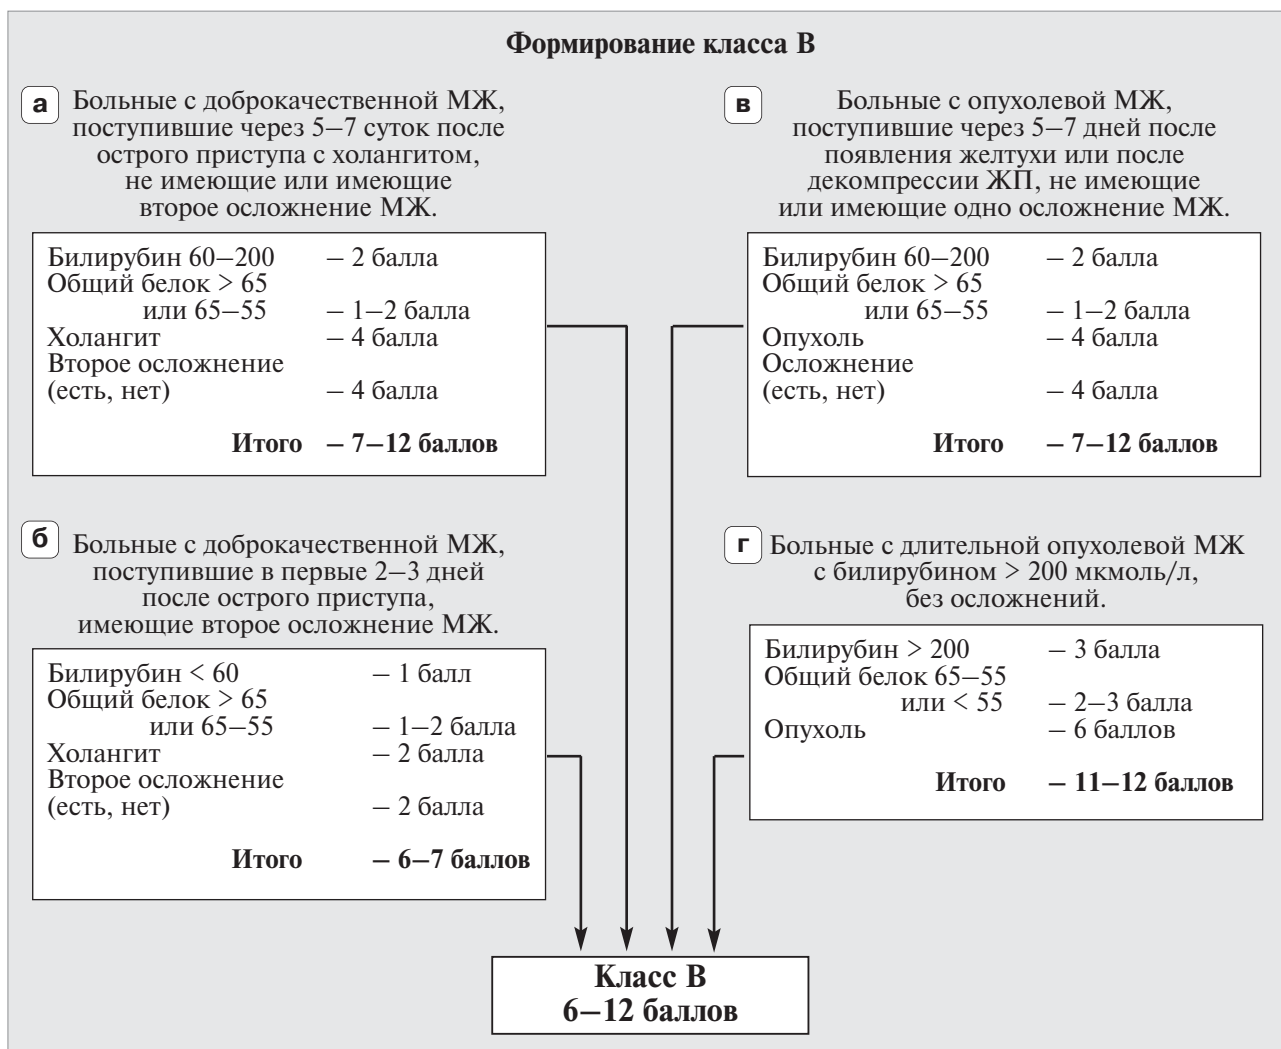 Формирование класса В
а
Больные с доброкачественной МЖ,
поступившие через 5–7 суток после
острого приступа с холангитом,
не имеющие или имеющие
второе осложнение МЖ.
Билирубин 60–200 – 2 балла
Общий белок > 65
или 65–55 – 1–2 балла
Холангит – 4 балла
Второе осложнение
(есть, нет) – 4 балла
Итого – 7–12 баллов
б
Больные с доброкачественной МЖ,
поступившие в первые 2–3 дней
после острого приступа,
имеющие второе осложнение МЖ.
Билирубин < 60 – 1 балл
Общий белок > 65
или 65–55 – 1–2 балла
Холангит – 2 балла
Второе осложнение
(есть, нет) – 2 балла
Итого – 6–7 баллов
в
Больные с опухолевой МЖ,
поступившие через 5–7 дней после
появления желтухи или после
декомпрессии ЖП, не имеющие
или имеющие одно осложнение МЖ.
Билирубин 60–200 – 2 балла
Общий белок > 65
или 65–55 – 1–2 балла
Опухоль – 4 балла
Осложнение
(есть, нет) – 4 балла
Итого – 7–12 баллов
г
Больные с длительной опухолевой МЖ
с билирубином > 200 мкмоль/л,
без осложнений.
Билирубин > 200 – 3 балла
Общий белок 65–55
или < 55 – 2–3 балла
Опухоль – 6 баллов
Итого – 11–12 баллов
Класс В
6–12 баллов